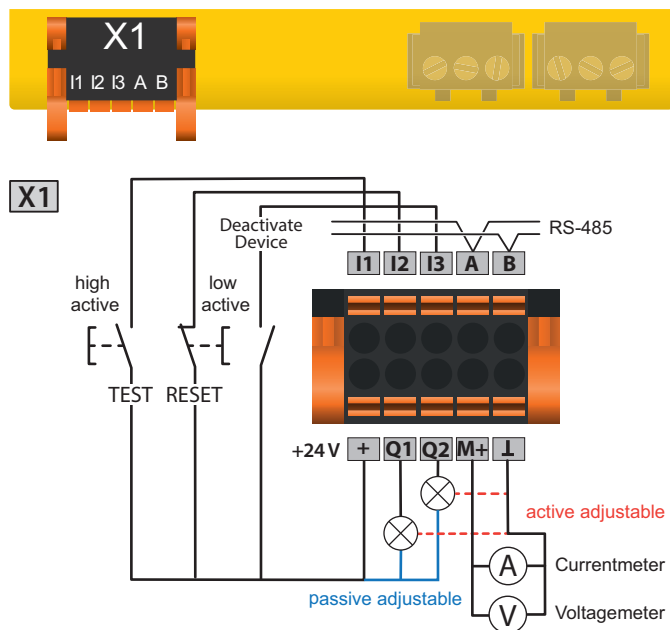 X1
I1 I2 I3 A B
X1
Deactivate
Device
RS-485
I1 I2 I3 A B
high
active
low
active
TEST RESET
+24 V + Q1 Q2 M+ ⊥
active adjustable
A Currentmeter
passive adjustable
V Voltagemeter